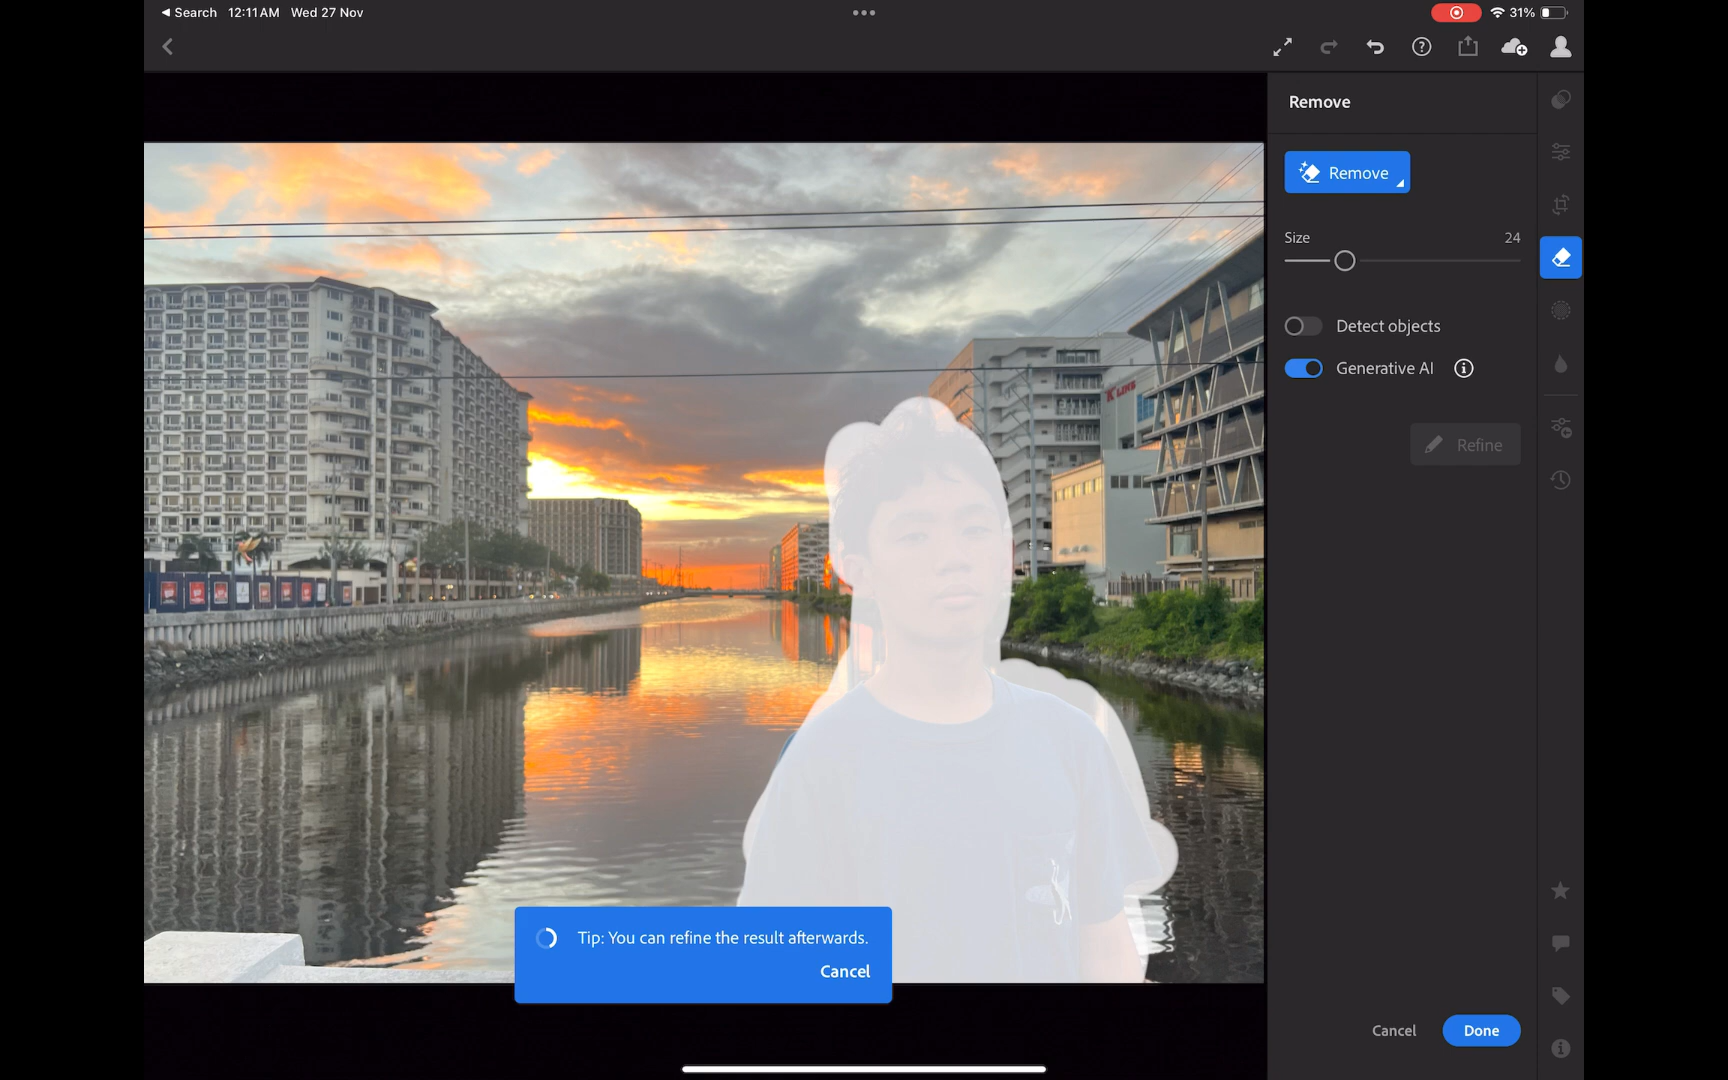 Search 12:11 AM Wed 27 Nov
31%
Remove
Remove
Size 24
Detect objects
Generative AI
Refine
K LINE
Tip: You can refine the result afterwards.
Cancel
Cancel Done